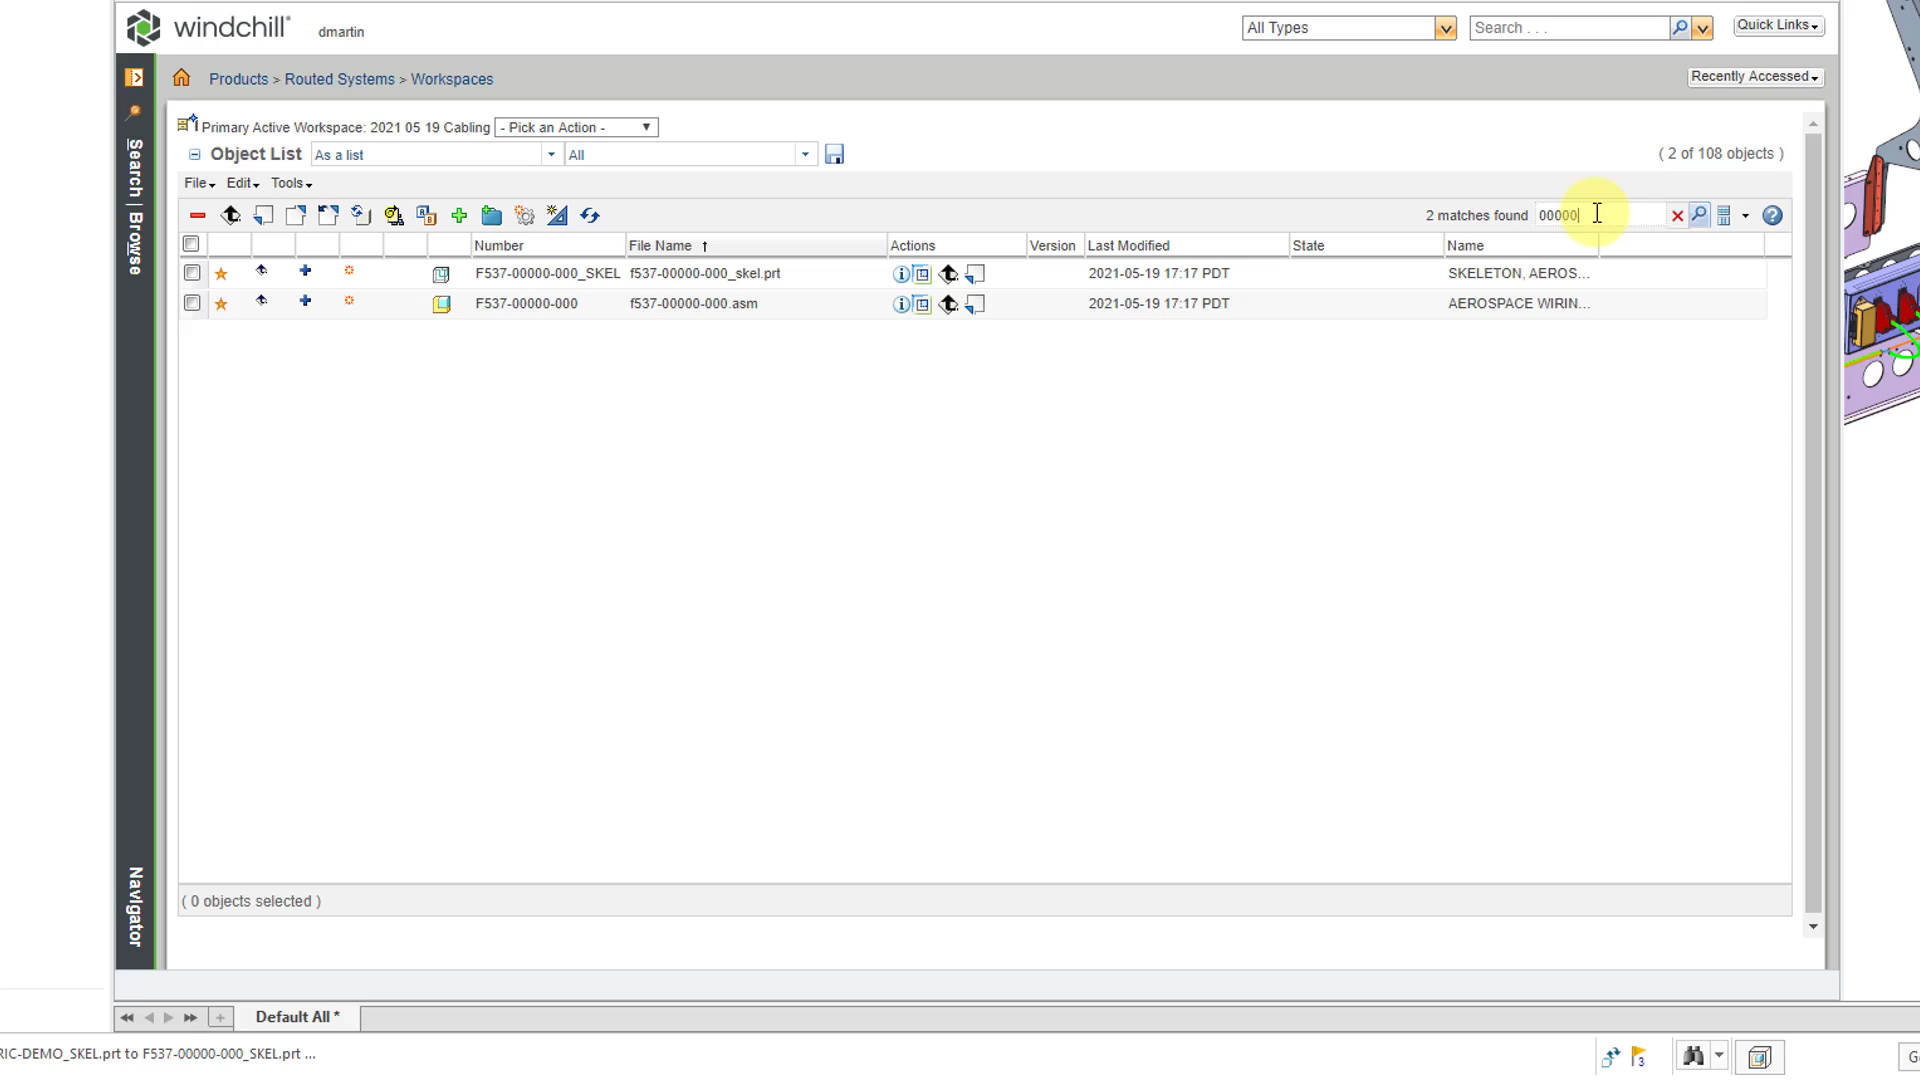 windchill®
dmartin
All Types
Search . . .
Quick Links
Products > Routed Systems > Workspaces
Recently Accessed
Primary Active Workspace: 2021 05 19 Cabling
- Pick an Action -
Object List
As a list
All
( 2 of 108 objects )
File
Edit
Tools
2 matches found
00000
Number
File Name
Actions
Version
Last Modified
State
Name
F537-00000-000_SKEL f537-00000-000_skel.prt 2021-05-19 17:17 PDT SKELETON, AEROS...
F537-00000-000 f537-00000-000.asm 2021-05-19 17:17 PDT AEROSPACE WIRIN...
( 0 objects selected )
Search | Browse
Navigator
Default All *
RIC-DEMO_SKEL.prt to F537-00000-000_SKEL.prt ...
3